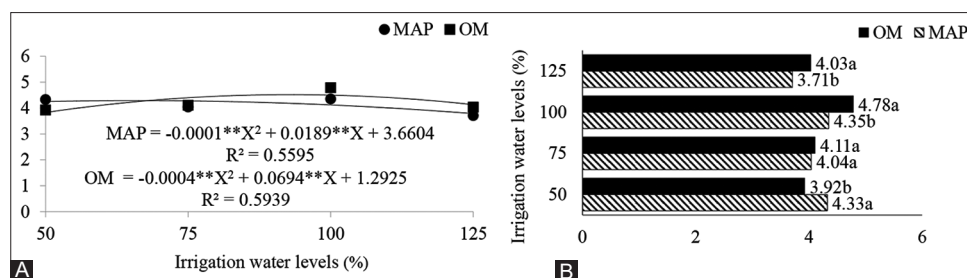 MAP OM
6
5
4
3
2
1
0
MAP = -0.0001**X² + 0.0189**X + 3.6604
R² = 0.5595
OM = -0.0004**X² + 0.0694**X + 1.2925
R² = 0.5939
50 75 100 125
Irrigation water levels (%)
A
OM MAP
Irrigation water levels (%)
125
4.03a
3.71b
100
4.78a
4.35b
75
4.11a
4.04a
50
3.92b
4.33a
0 2 4 6
B